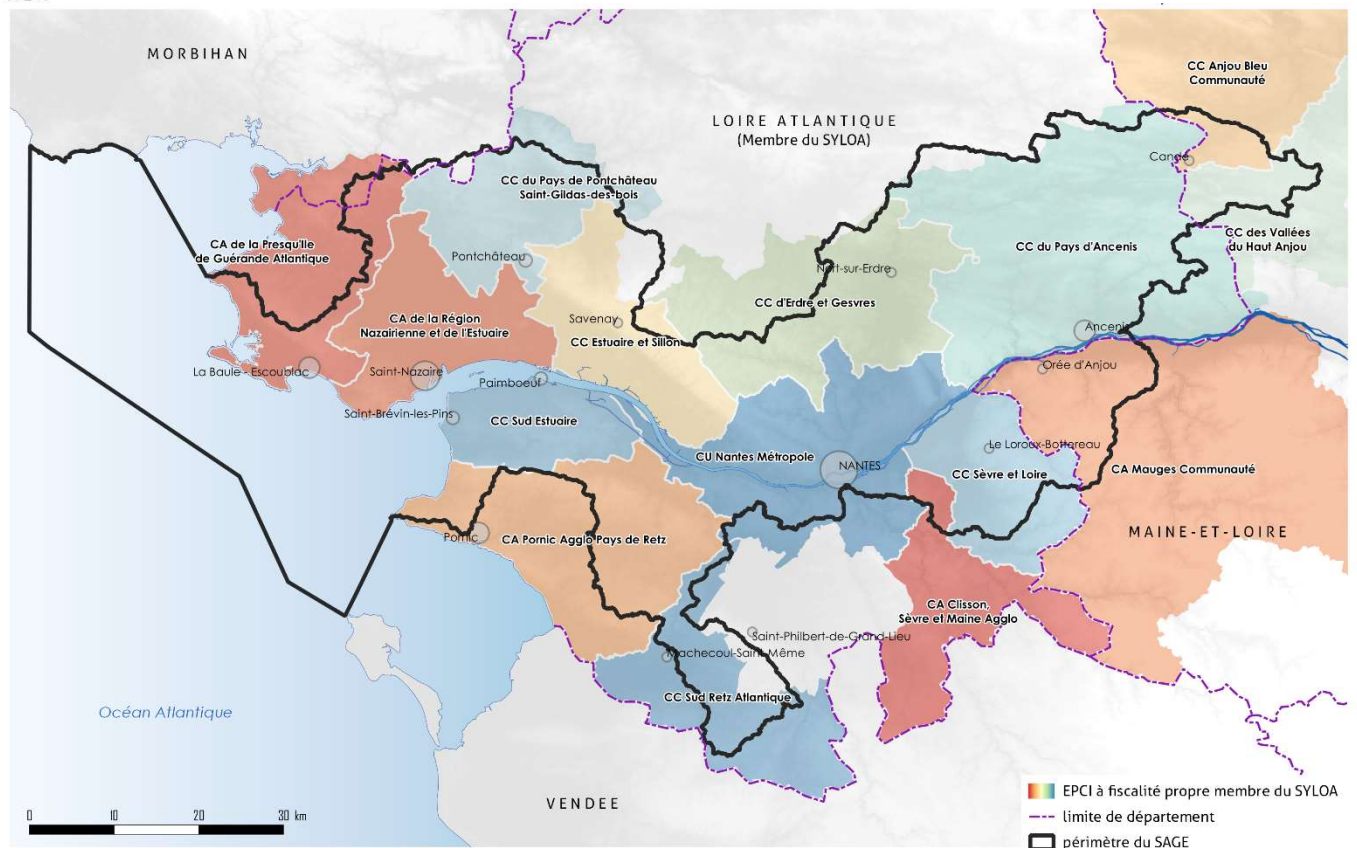 MORBIHAN
CC Anjou Bleu
Communauté
LOIRE ATLANTIQUE
(Membre du SYLOA)
Candé
CC du Pays de Pontchâteau
Saint-Gildas-des-bois
CA de la Presqu'île
de Guérande Atlantique
CC du Pays d'Ancenis
CC des Vallées
du Haut Anjou
Pontchâteau
Nort-sur-Erdre
CC d'Erdre et Gesvres
CA de la Région
Nazairienne et de l'Estuaire
Savenay
CC Estuaire et Sillon
Ancenis
La Baule - Escoublac
Saint-Nazaire
Paimboeuf
Orée d'Anjou
Saint-Brévin-les-Pins
CC Sud Estuaire
CU Nantes Métropole
NANTES
Le Loroux-Bottereau
CC Sèvre et Loire
CA Mauges Communauté
Pornic
CA Pornic Agglo Pays de Retz
MAINE-ET-LOIRE
CA Clisson,
Sèvre et Maine Agglo
Saint-Philbert-de-Grand-Lieu
Machecoul-Saint-Même
CC Sud Retz Atlantique
Océan Atlantique
VENDEE
0 10 20 30 km
EPCI à fiscalité propre membre du SYLOA
limite de département
périmètre du SAGE